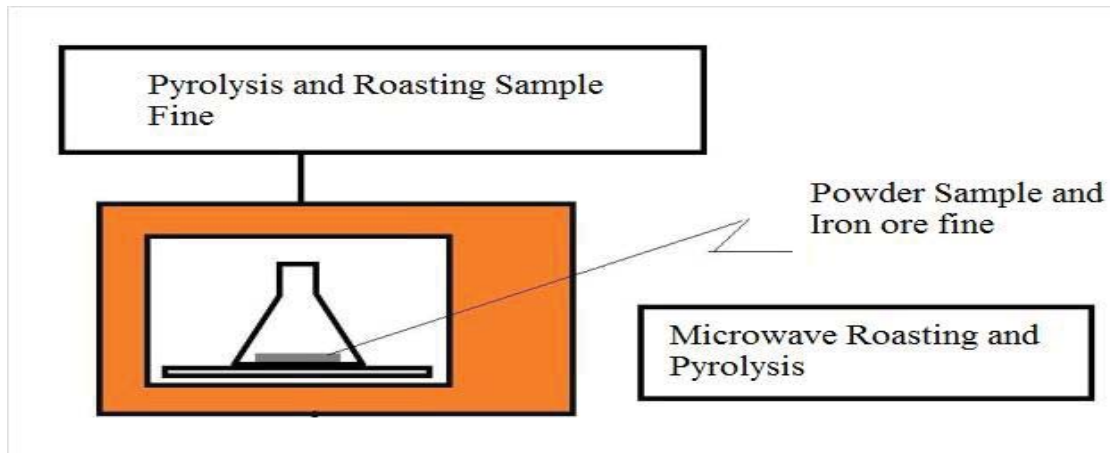 Pyrolysis and Roasting Sample
Fine
Powder Sample and
Iron ore fine
Microwave Roasting and
Pyrolysis